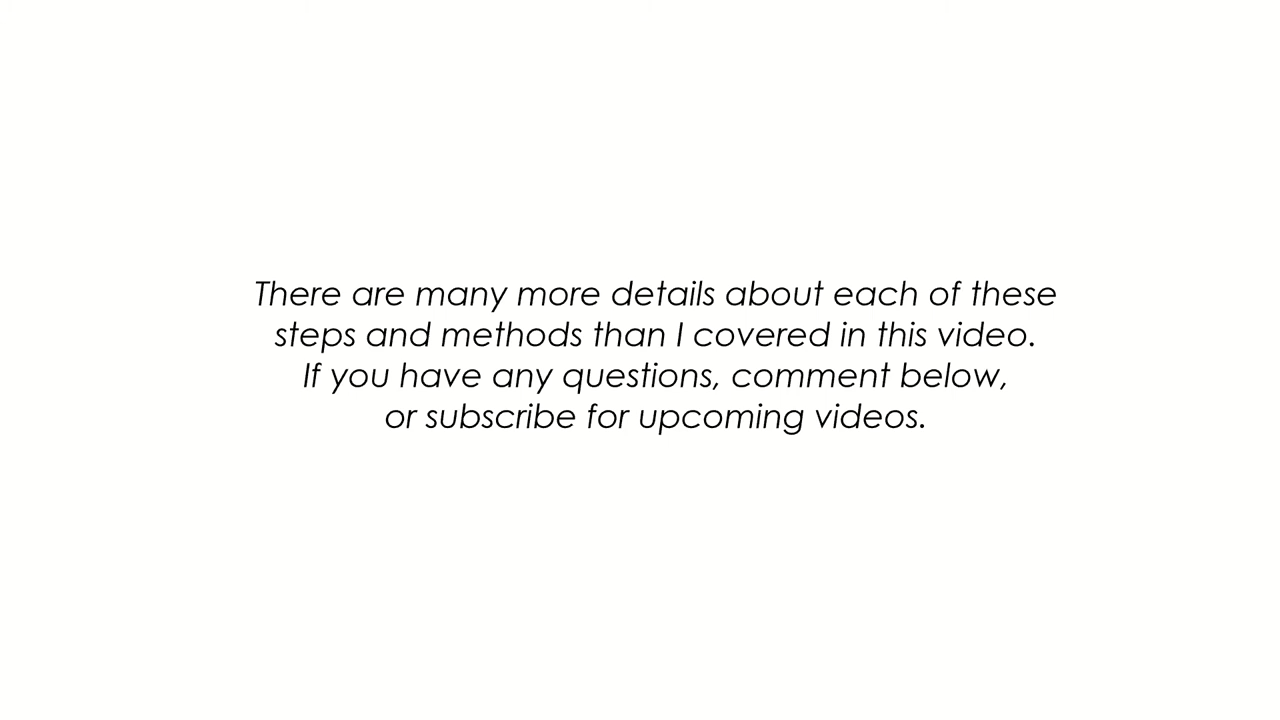 There are many more details about each of these
steps and methods than I covered in this video.
If you have any questions, comment below,
or subscribe for upcoming videos.